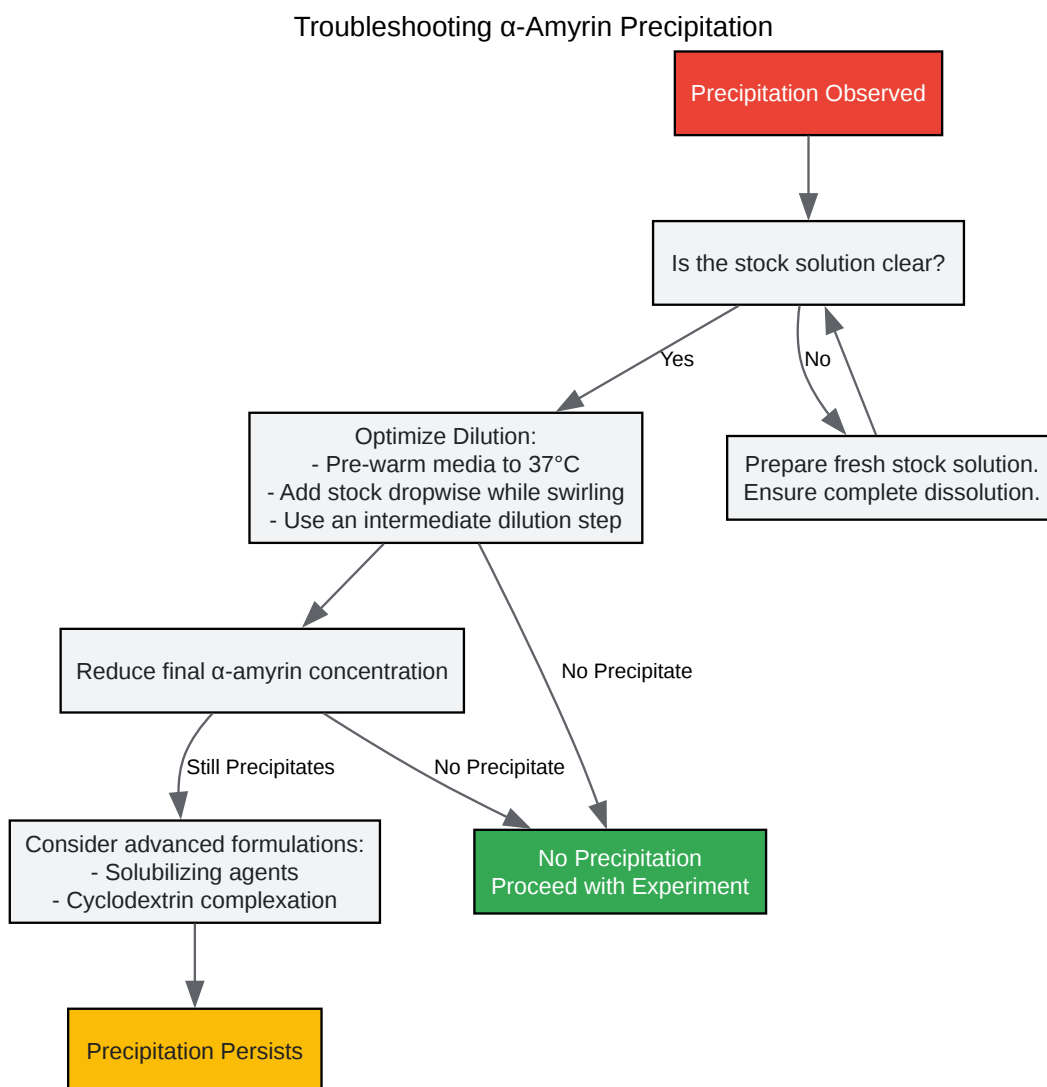 Troubleshooting α-Amyrin Precipitation
Precipitation Observed
Is the stock solution clear?
Yes
No
Optimize Dilution:
- Pre-warm media to 37°C
- Add stock dropwise while swirling
- Use an intermediate dilution step
Prepare fresh stock solution.
Ensure complete dissolution.
Reduce final α-amyrin concentration
No Precipitate
Still Precipitates
No Precipitate
Consider advanced formulations:
- Solubilizing agents
- Cyclodextrin complexation
No Precipitation
Proceed with Experiment
Precipitation Persists